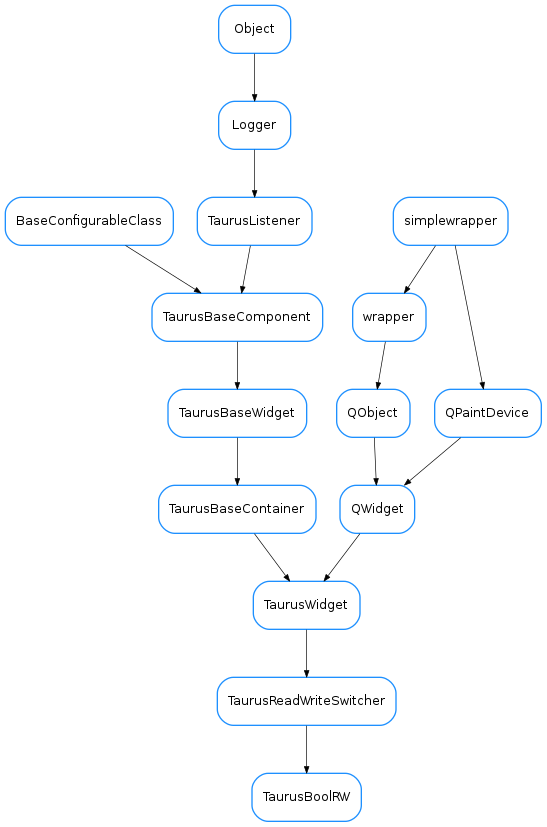 Object
Logger
BaseConfigurableClass
TaurusListener
simplewrapper
TaurusBaseComponent
wrapper
TaurusBaseWidget
QObject
QPaintDevice
TaurusBaseContainer
QWidget
TaurusWidget
TaurusReadWriteSwitcher
TaurusBoolRW